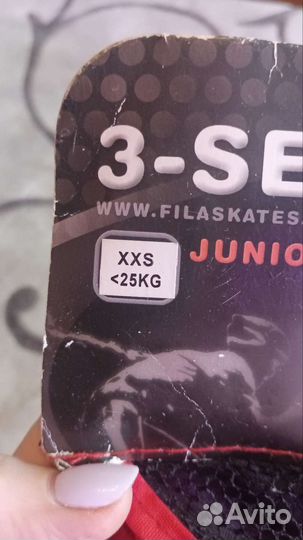 3-SE
WWW.FILASKATES.
JUNIO
XXS
<25KG
Avito